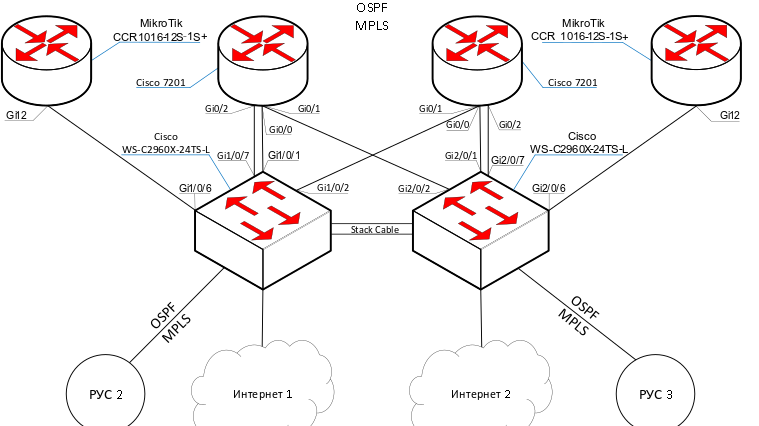 OSPF
MPLS
MikroTik
CCR1016-12S-1S+
MikroTik
CCR 1016-12S-1S+
Cisco 7201
Cisco 7201
Gi12
Gi0/2
Gi0/1
Gi0/0
Gi0/1
Gi0/0
Gi0/2
Gi12
Cisco
WS-C2960X-24TS-L
Cisco
WS-C2960X-24TS-L
Gi1/0/7
Gi1/0/1
Gi2/0/1
Gi2/0/7
Gi1/0/6
Gi1/0/2
Gi2/0/2
Gi2/0/6
Stack Cable
OSPF
MPLS
OSPF
MPLS
РУС 2
Интернет 1
Интернет 2
РУС 3